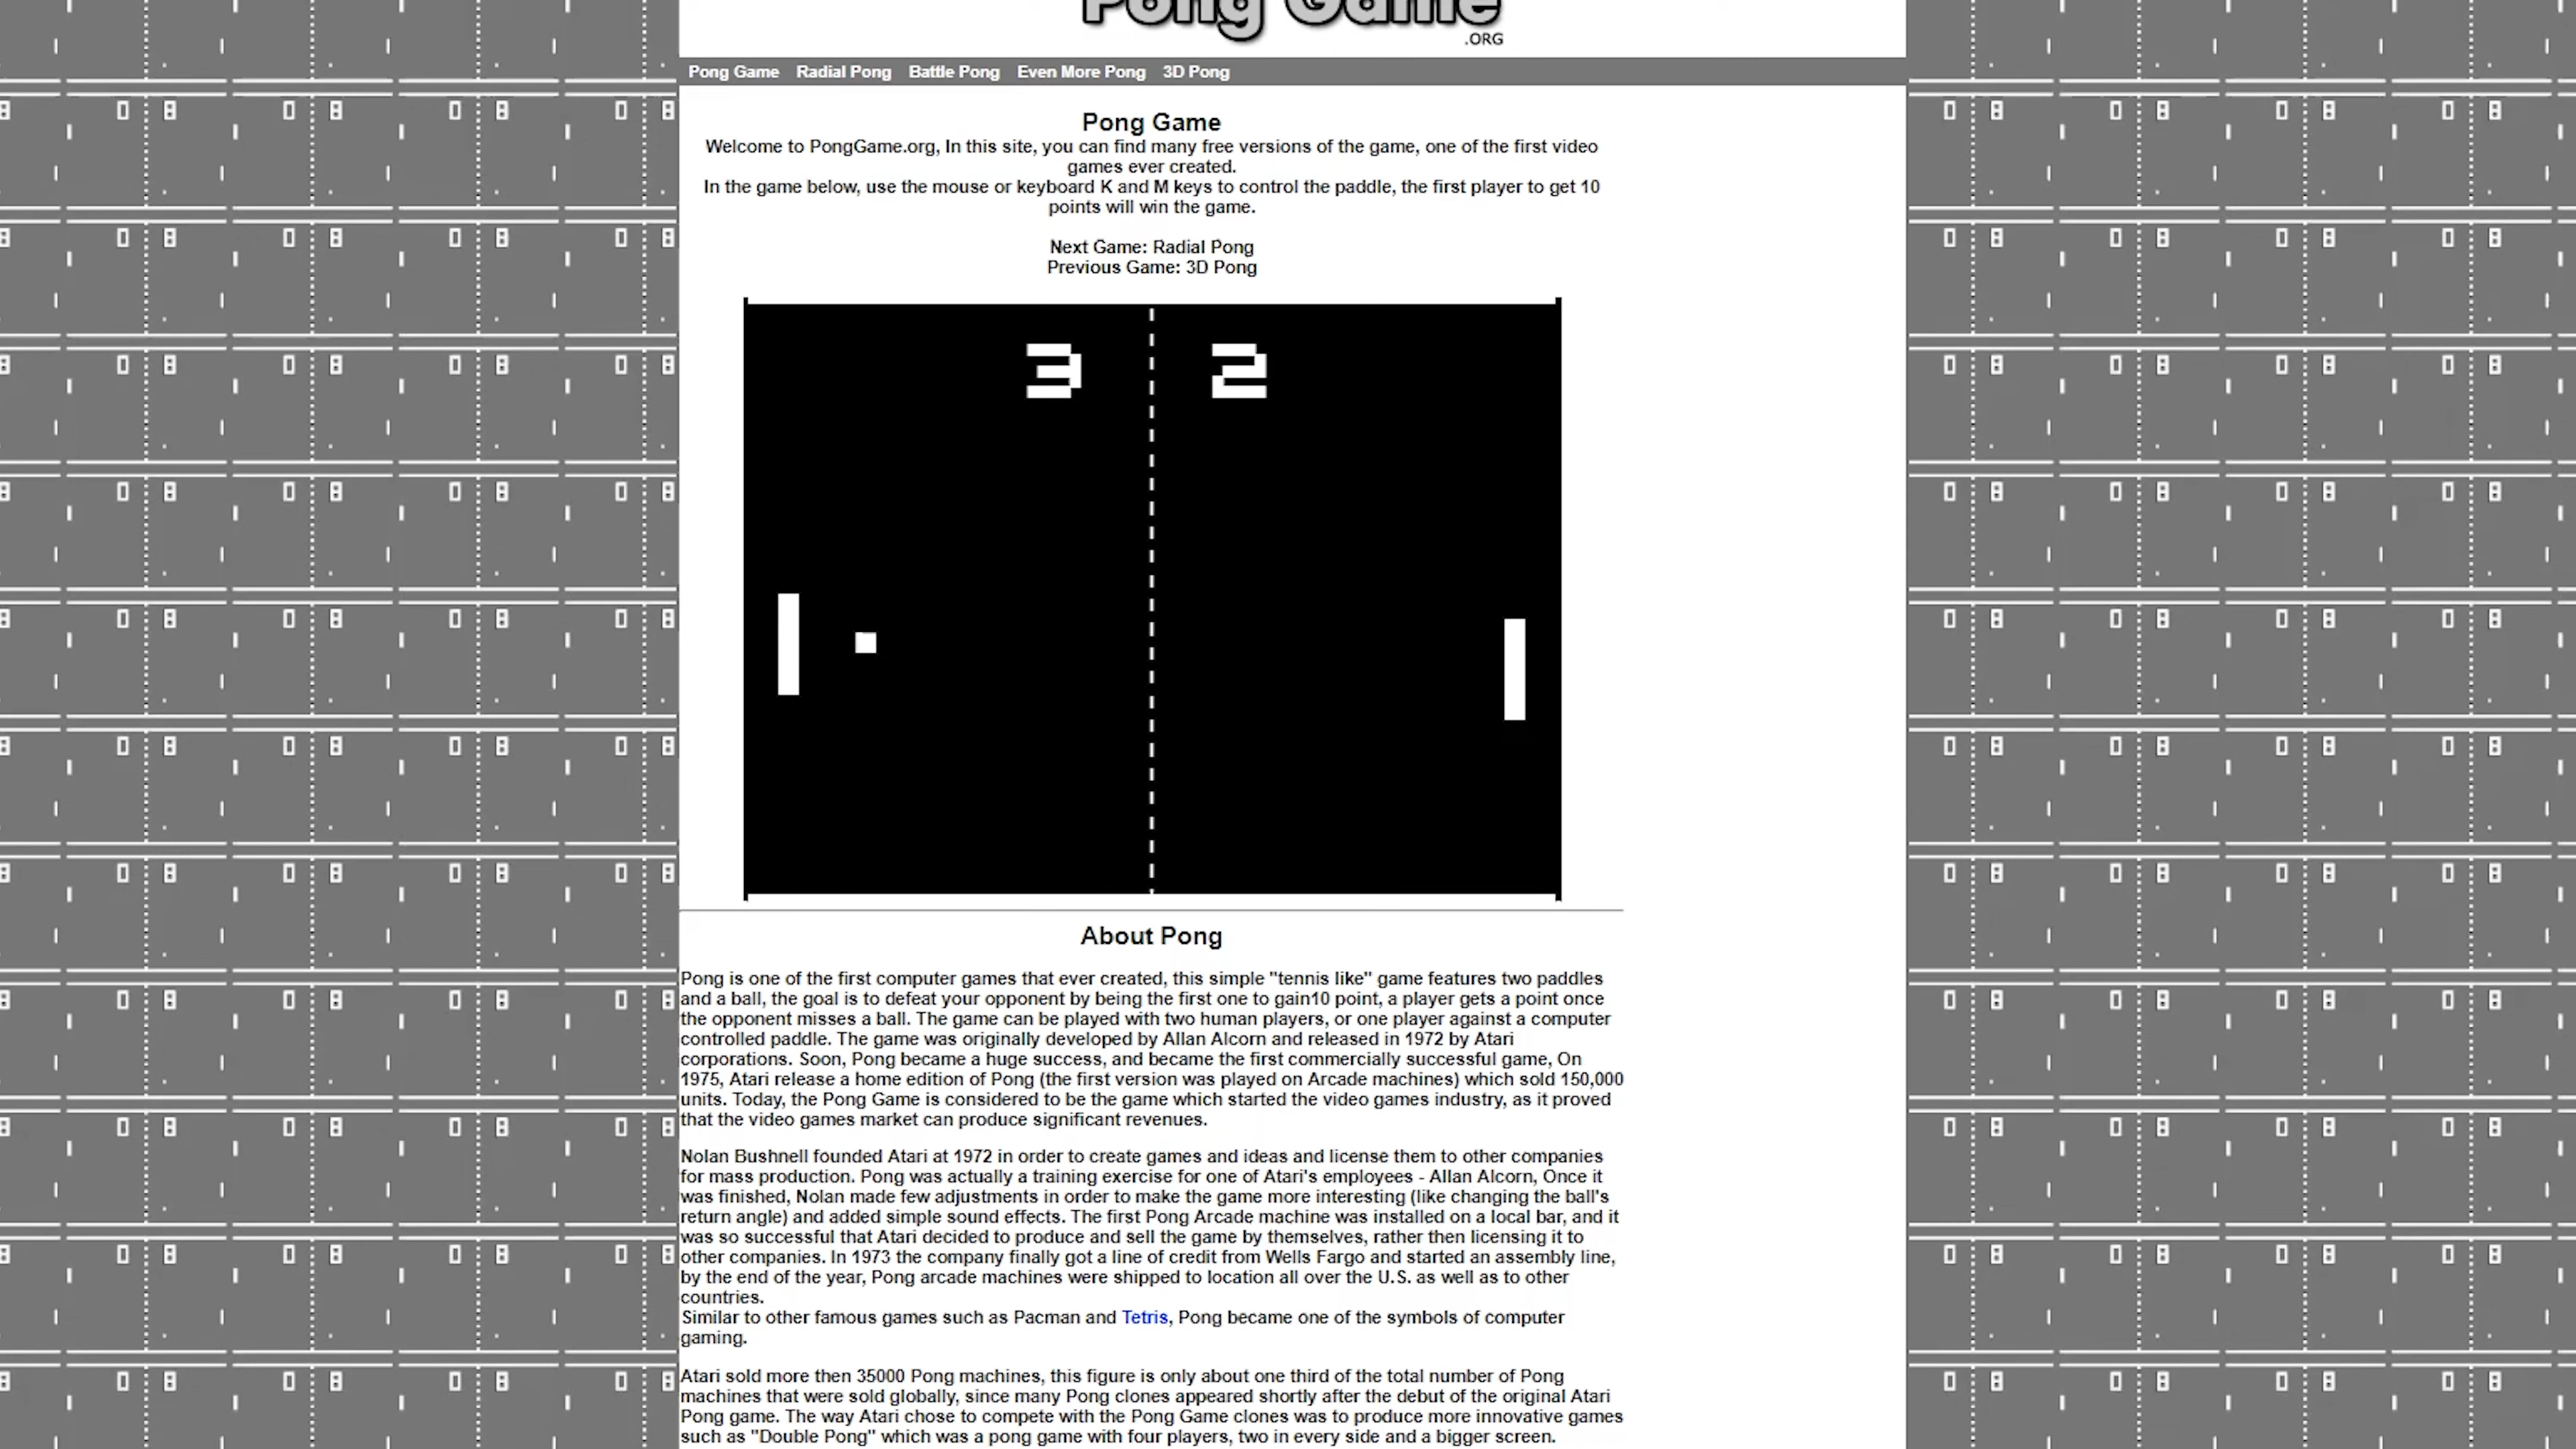 Pong Game
.ORG
Pong Game Radial Pong Battle Pong Even More Pong 3D Pong
Pong Game
Welcome to PongGame.org, In this site, you can find many free versions of the game, one of the first video
games ever created.
In the game below, use the mouse or keyboard K and M keys to control the paddle, the first player to get 10
points will win the game.
Next Game: Radial Pong
Previous Game: 3D Pong
3 2
About Pong
Pong is one of the first computer games that ever created, this simple "tennis like" game features two paddles
and a ball, the goal is to defeat your opponent by being the first one to gain10 point, a player gets a point once
the opponent misses a ball. The game can be played with two human players, or one player against a computer
controlled paddle. The game was originally developed by Allan Alcorn and released in 1972 by Atari
corporations. Soon, Pong became a huge success, and became the first commercially successful game, On
1975, Atari release a home edition of Pong (the first version was played on Arcade machines) which sold 150,000
units. Today, the Pong Game is considered to be the game which started the video games industry, as it proved
that the video games market can produce significant revenues.
Nolan Bushnell founded Atari at 1972 in order to create games and ideas and license them to other companies
for mass production. Pong was actually a training exercise for one of Atari's employees - Allan Alcorn, Once it
was finished, Nolan made few adjustments in order to make the game more interesting (like changing the ball's
return angle) and added simple sound effects. The first Pong Arcade machine was installed on a local bar, and it
was so successful that Atari decided to produce and sell the game by themselves, rather then licensing it to
other companies. In 1973 the company finally got a line of credit from Wells Fargo and started an assembly line,
by the end of the year, Pong arcade machines were shipped to location all over the U.S. as well as to other
countries.
Similar to other famous games such as Pacman and Tetris, Pong became one of the symbols of computer
gaming.
Atari sold more then 35000 Pong machines, this figure is only about one third of the total number of Pong
machines that were sold globally, since many Pong clones appeared shortly after the debut of the original Atari
Pong game. The way Atari chose to compete with the Pong Game clones was to produce more innovative games
such as "Double Pong" which was a pong game with four players, two in every side and a bigger screen.